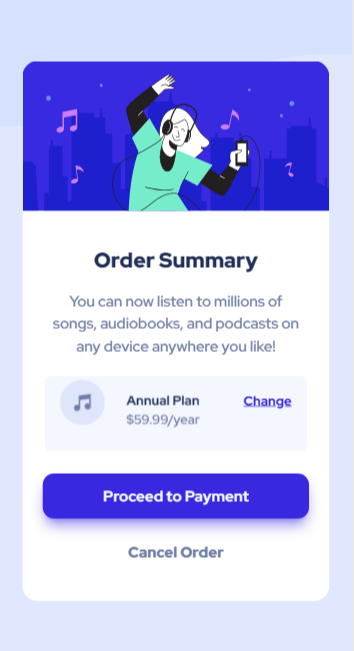 Order Summary
You can now listen to millions of
songs, audiobooks, and podcasts on
any device anywhere you like!
Annual Plan
Change
$59.99/year
Proceed to Payment
Cancel Order